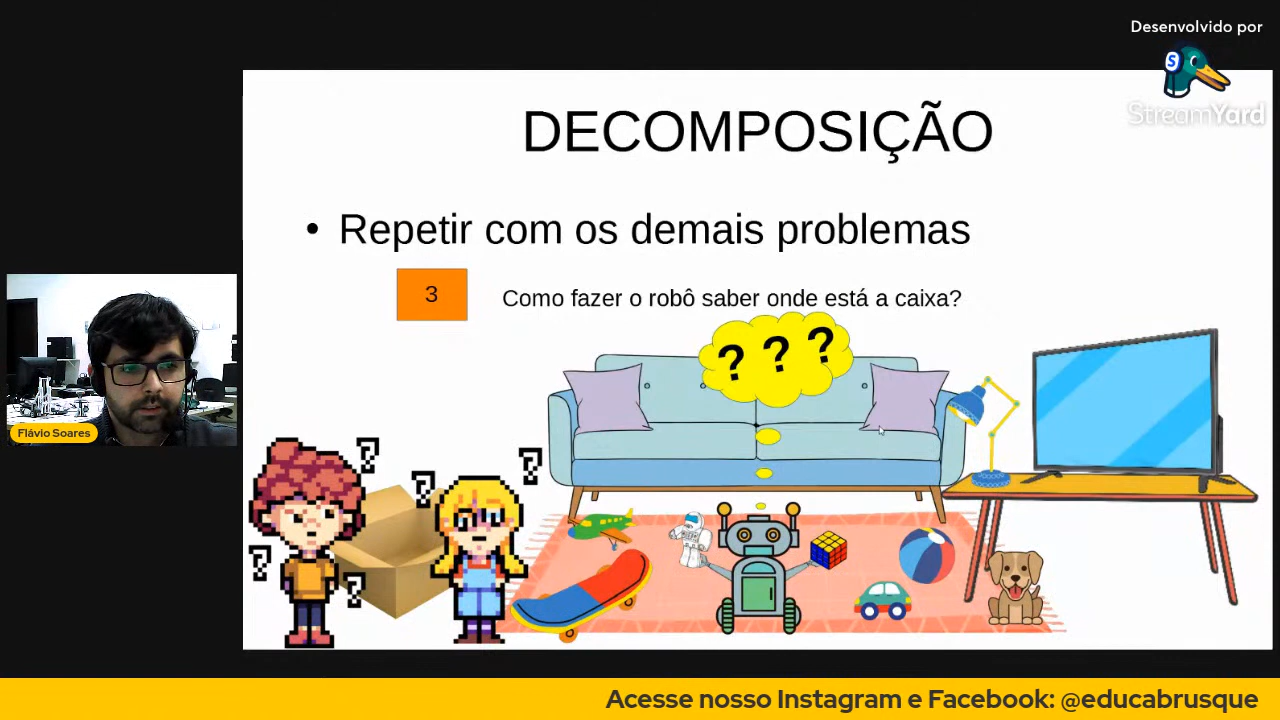 Desenvolvido por
StreamYard
DECOMPOSIÇÃO
• Repetir com os demais problemas
3
Como fazer o robô saber onde está a caixa?
? ? ?
?
?
?
?
?
Flávio Soares
Acesse nosso Instagram e Facebook: @educabrusque